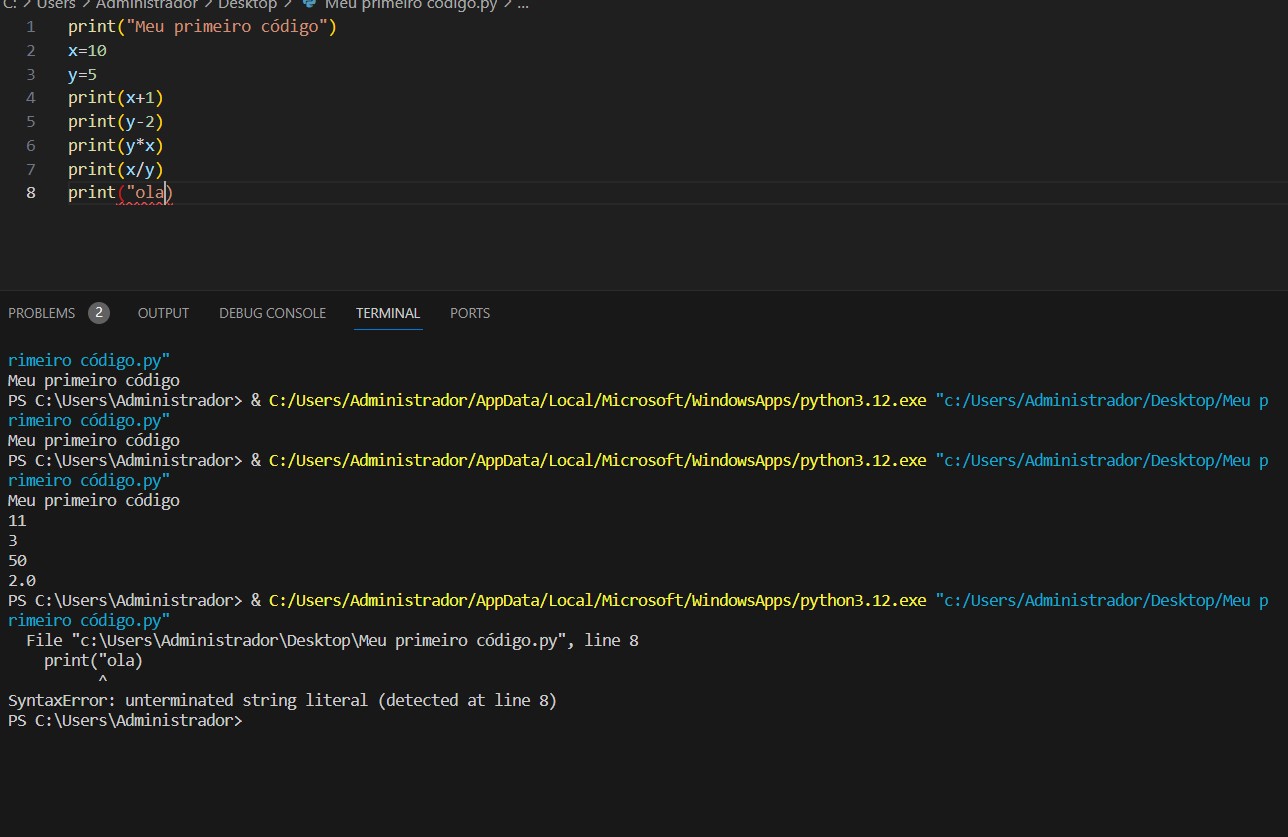 C: > Users > Administrador > Desktop > Meu primeiro código.py > ...
1 print("Meu primeiro código")
2 x=10
3 y=5
4 print(x+1)
5 print(y-2)
6 print(y*x)
7 print(x/y)
8 print("ola)
PROBLEMS 2 OUTPUT DEBUG CONSOLE TERMINAL PORTS
rimeiro código.py"
Meu primeiro código
PS C:\Users\Administrador> & C:/Users/Administrador/AppData/Local/Microsoft/WindowsApps/python3.12.exe "c:/Users/Administrador/Desktop/Meu p
rimeiro código.py"
Meu primeiro código
PS C:\Users\Administrador> & C:/Users/Administrador/AppData/Local/Microsoft/WindowsApps/python3.12.exe "c:/Users/Administrador/Desktop/Meu p
rimeiro código.py"
Meu primeiro código
11
3
50
2.0
PS C:\Users\Administrador> & C:/Users/Administrador/AppData/Local/Microsoft/WindowsApps/python3.12.exe "c:/Users/Administrador/Desktop/Meu p
rimeiro código.py"
  File "c:\Users\Administrador\Desktop\Meu primeiro código.py", line 8
    print("ola)
          ^
SyntaxError: unterminated string literal (detected at line 8)
PS C:\Users\Administrador>